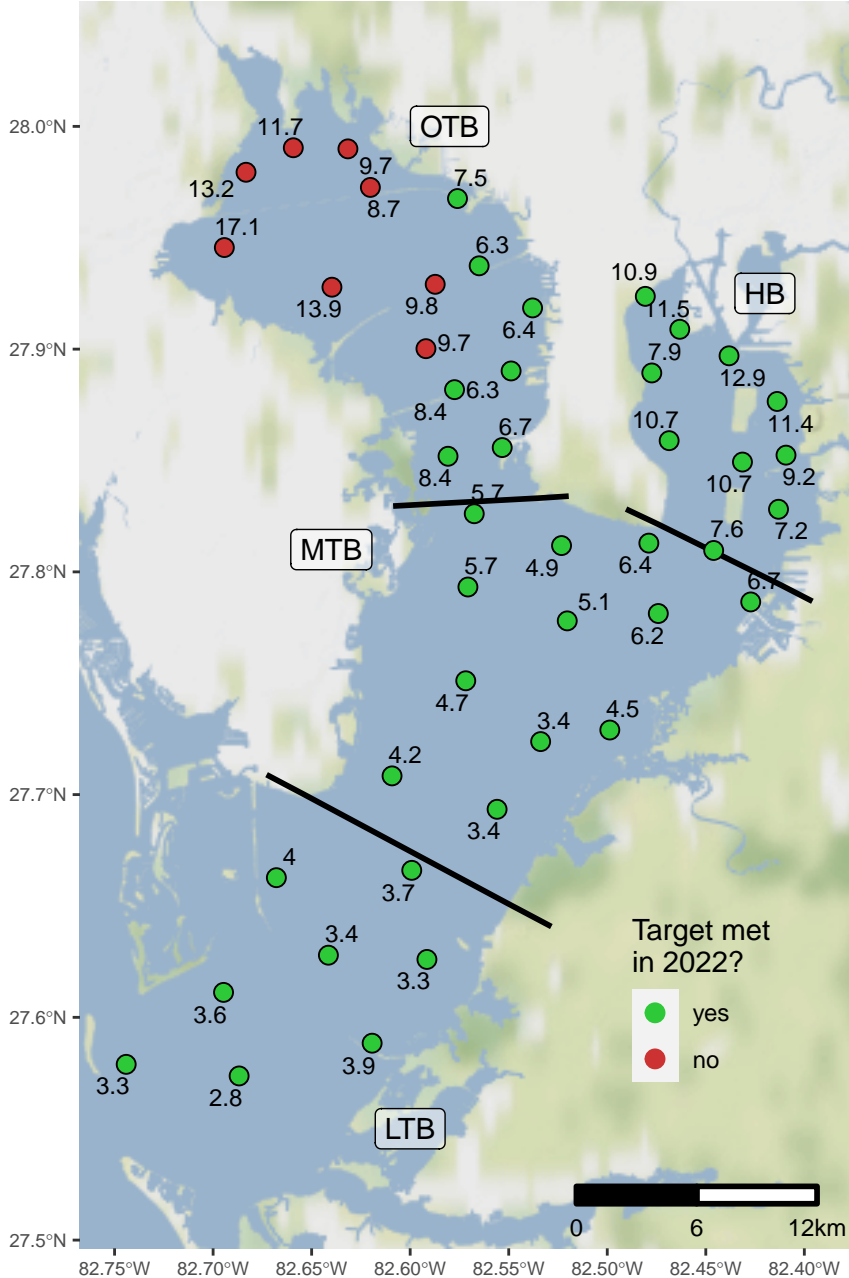 28.0°N
27.9°N
27.8°N
27.7°N
27.6°N
27.5°N
OTB
11.7
9.7
13.2
8.7
7.5
17.1
6.3
13.9
9.8
6.4
9.7
6.3
8.4
8.4
6.7
HB
10.9
11.5
7.9
12.9
11.4
10.7
10.7
9.2
7.2
7.6
6.7
MTB
5.7
4.9
6.4
5.7
5.1
6.2
4.7
3.4
4.5
4.2
3.4
4
3.7
3.4
3.3
3.6
3.9
3.3
2.8
LTB
Target met
in 2022?
yes
no
0 6 12km
82.75°W 82.70°W 82.65°W 82.60°W 82.55°W 82.50°W 82.45°W 82.40°W